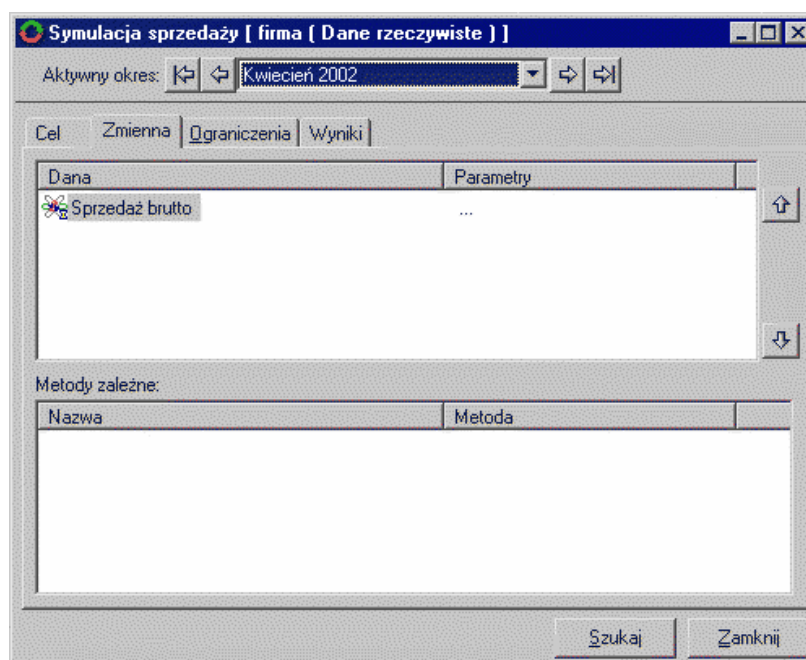 Symulacja sprzedaży [ firma ( Dane rzeczywiste ) ]
Aktywny okres: Kwiecień 2002
Cel Zmienna Ograniczenia Wyniki
Dana Parametry
Sprzedaż brutto ...
Metody zależne:
Nazwa Metoda
Szukaj Zamknij